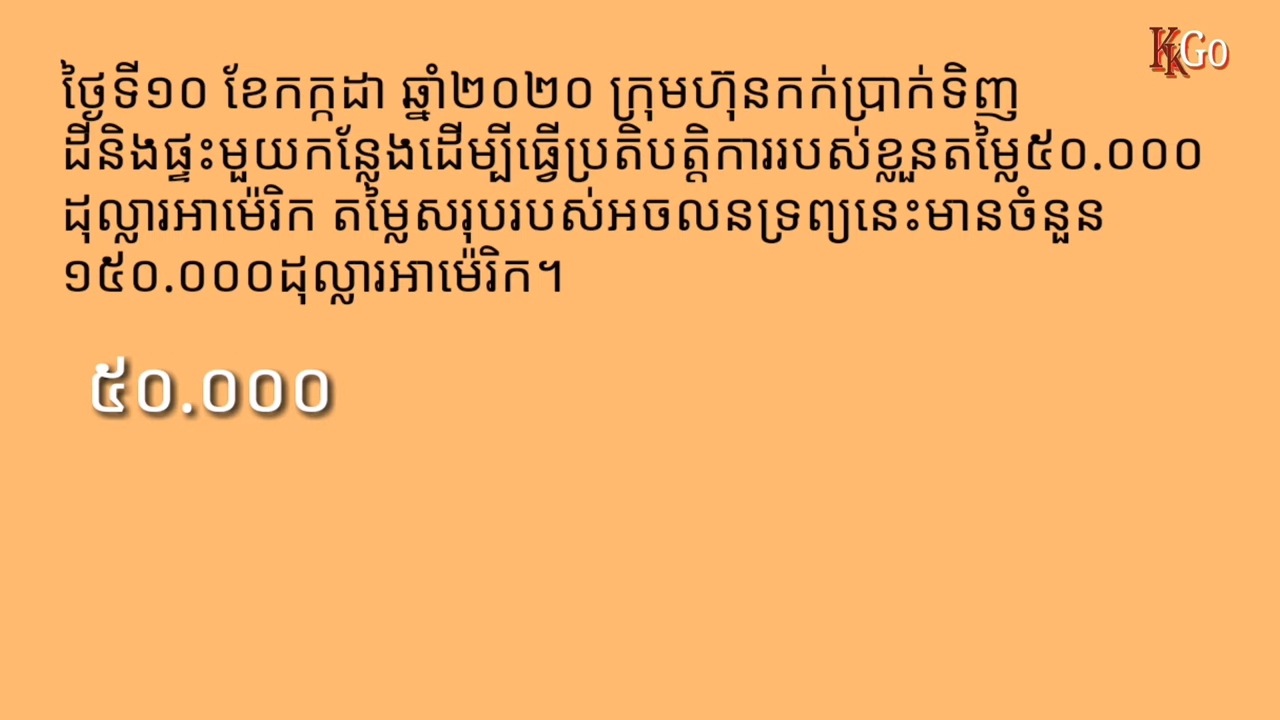 KKGo
ថ្ងៃទី១០ ខែកក្កដា ឆ្នាំ២០២០ ក្រុមហ៊ុនកក់ប្រាក់ទិញ
ដីនិងផ្ទះមួយកន្លែងដើម្បីធ្វើប្រតិបត្តិការរបស់ខ្លួនតម្លៃ៥០.០០០
ដុល្លារអាម៉េរិក តម្លៃសរុបរបស់អចលនទ្រព្យនេះមានចំនួន
១៥០.០០០ដុល្លារអាម៉េរិក។
៥០.០០០